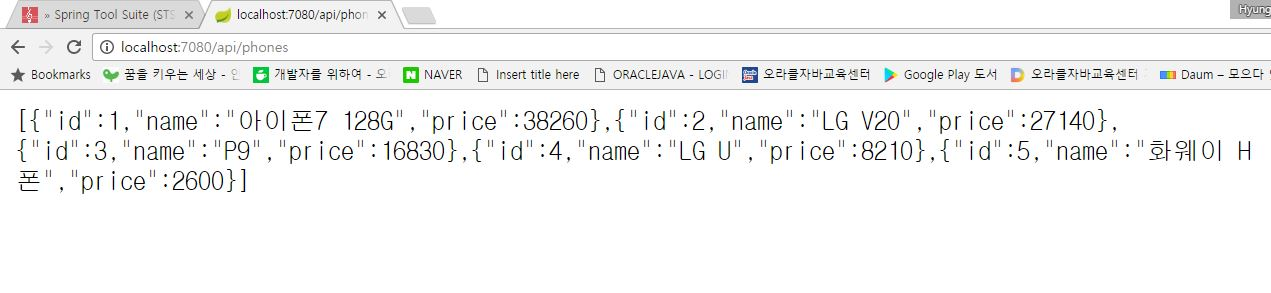 Hyung
» Spring Tool Suite (STS
localhost:7080/api/phon
localhost:7080/api/phones
Bookmarks 꿈을 키우는 세상 - 개발자를 위하여 - 오 NAVER Insert title here ORACLEJAVA - LOGI 오라클자바교육센터 Google Play 도서 오라클자바교육센터 Daum – 모으다
[{"id":1,"name":"아이폰7 128G","price":38260},{"id":2,"name":"LG V20","price":27140},
{"id":3,"name":"P9","price":16830},{"id":4,"name":"LG U","price":8210},{"id":5,"name":"화웨이 H
폰","price":2600}]